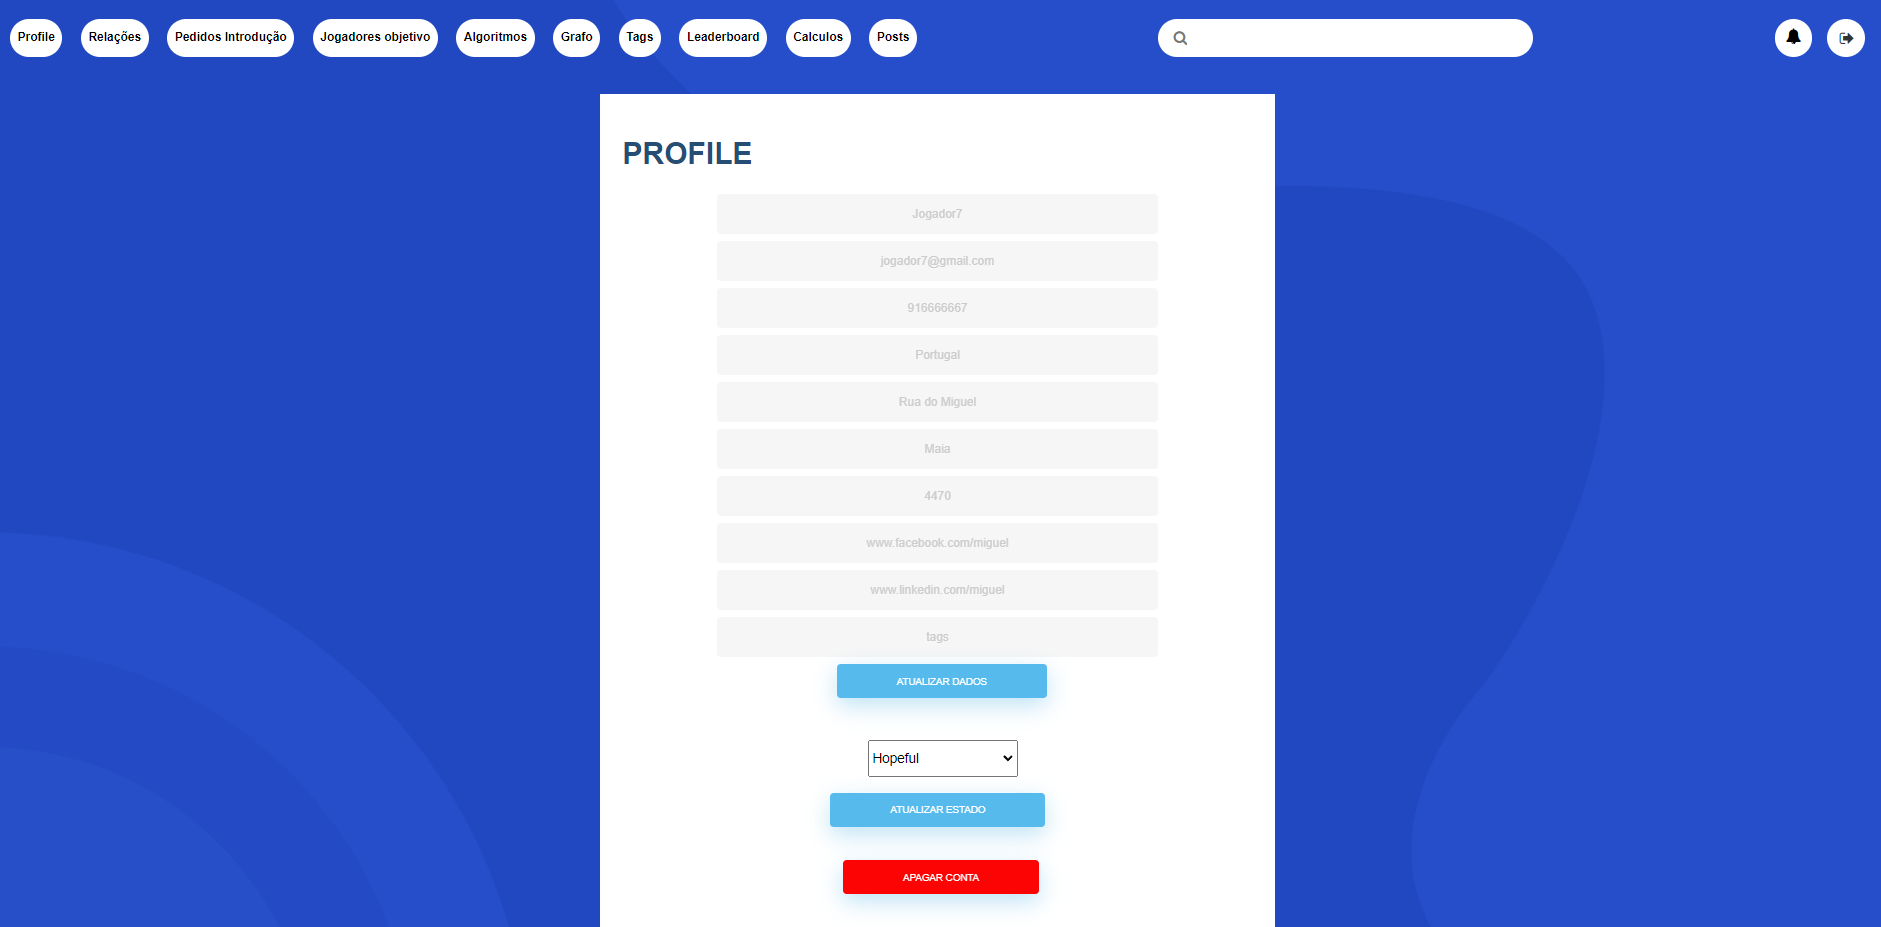 Profile Relações Pedidos Introdução Jogadores objetivo Algoritmos Grafo Tags Leaderboard Calculos Posts
PROFILE
Jogador7
jogador7@gmail.com
916666667
Portugal
Rua do Miguel
Maia
4470
www.facebook.com/miguel
www.linkedin.com/miguel
tags
ATUALIZAR DADOS
Hopeful
ATUALIZAR ESTADO
APAGAR CONTA